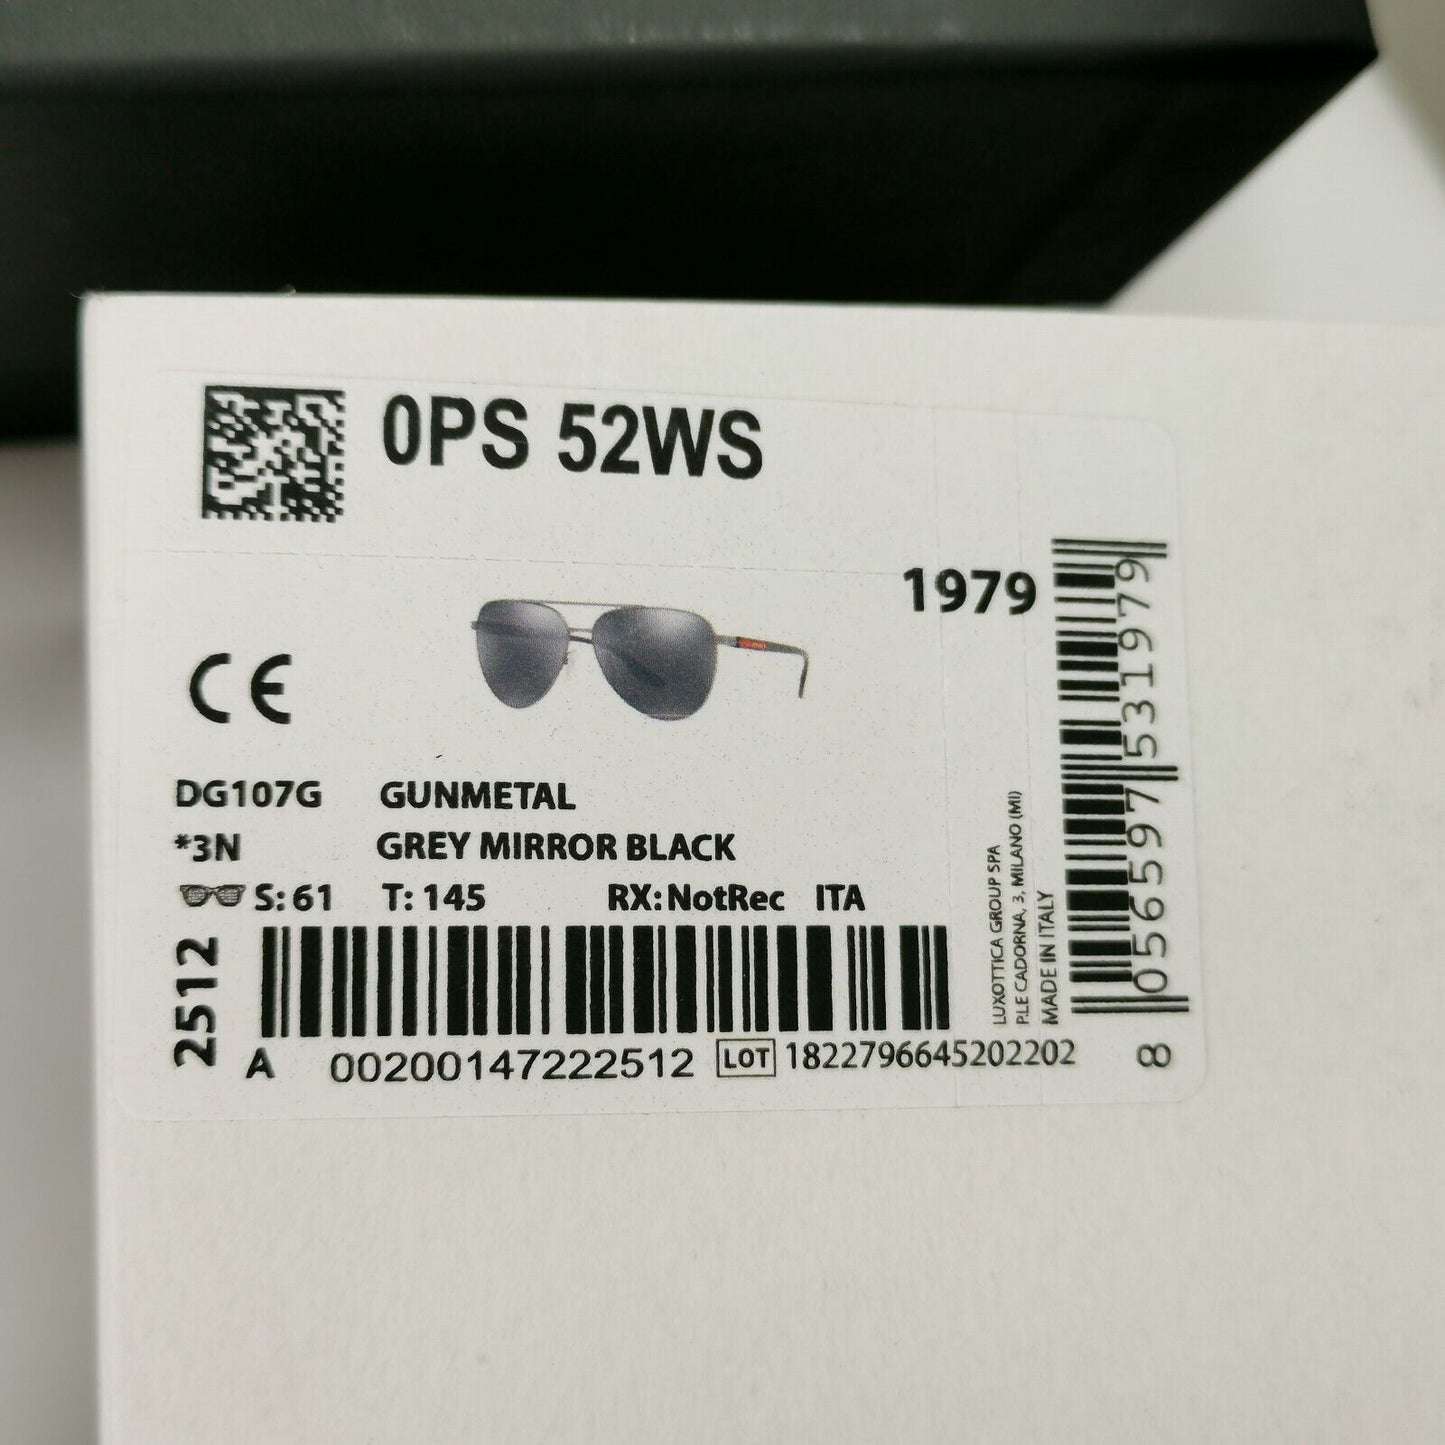 0PS 52WS
1979
CE
DG107G GUNMETAL
*3N GREY MIRROR BLACK
S: 61 T: 145 RX: NotRec ITA
2512
A 00200147222512 LOT 1822796645202202
LUXOTTICA GROUP SPA
P.LE CADORNA, 3, MILANO (MI)
MADE IN ITALY
8 056597 531979